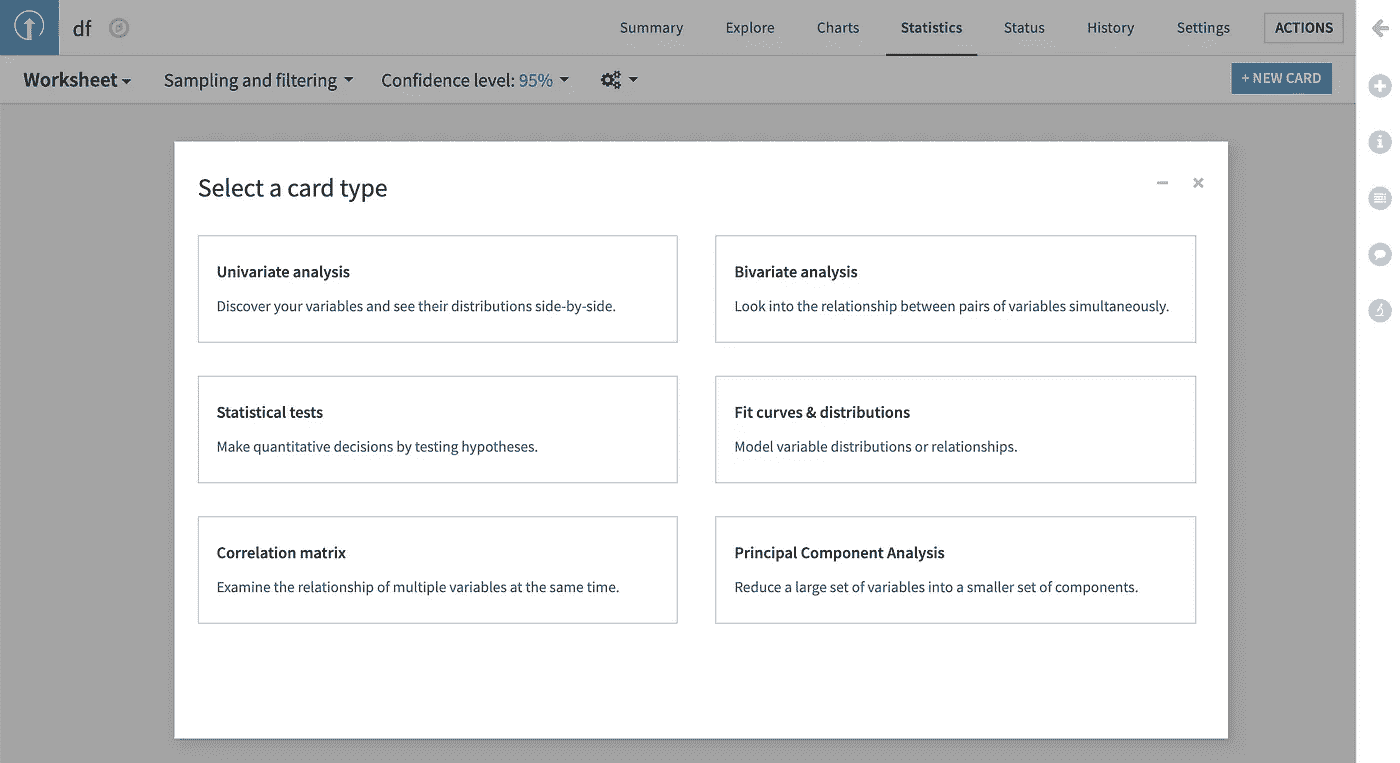 df
Summary Explore Charts Statistics Status History Settings ACTIONS
Worksheet Sampling and filtering Confidence level: 95% + NEW CARD
Select a card type
Univariate analysis
Discover your variables and see their distributions side-by-side.
Bivariate analysis
Look into the relationship between pairs of variables simultaneously.
Statistical tests
Make quantitative decisions by testing hypotheses.
Fit curves & distributions
Model variable distributions or relationships.
Correlation matrix
Examine the relationship of multiple variables at the same time.
Principal Component Analysis
Reduce a large set of variables into a smaller set of components.